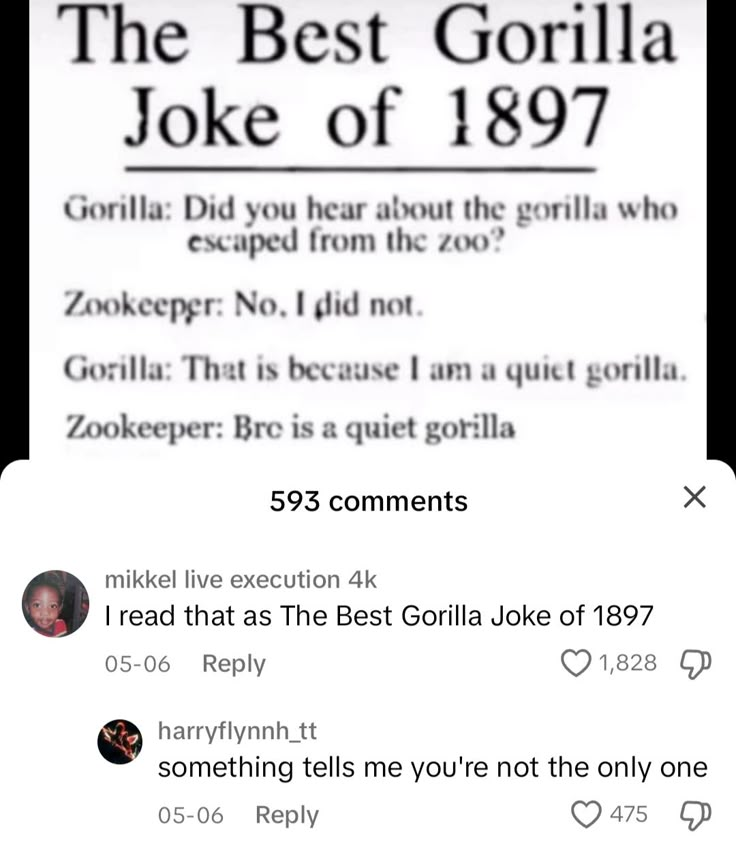 The Best Gorilla
Joke of 1897
Gorilla: Did you hear about the gorilla who
escaped from the zoo?
Zookeeper: No, I did not.
Gorilla: That is because I am a quiet gorilla.
Zookeeper: Bro is a quiet gorilla
593 comments
mikkel live execution 4k
I read that as The Best Gorilla Joke of 1897
05-06 Reply 1,828
harryflynnh_tt
something tells me you're not the only one
05-06 Reply 475